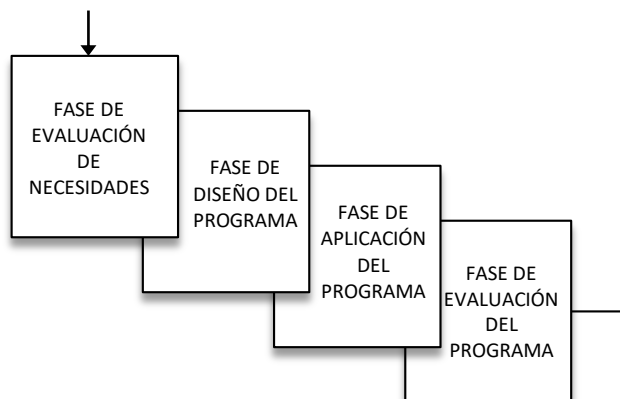 FASE DE
EVALUACIÓN
DE
NECESIDADES
FASE DE
DISEÑO DEL
PROGRAMA
FASE DE
APLICACIÓN
DEL
PROGRAMA
FASE DE
EVALUACIÓN
DEL
PROGRAMA